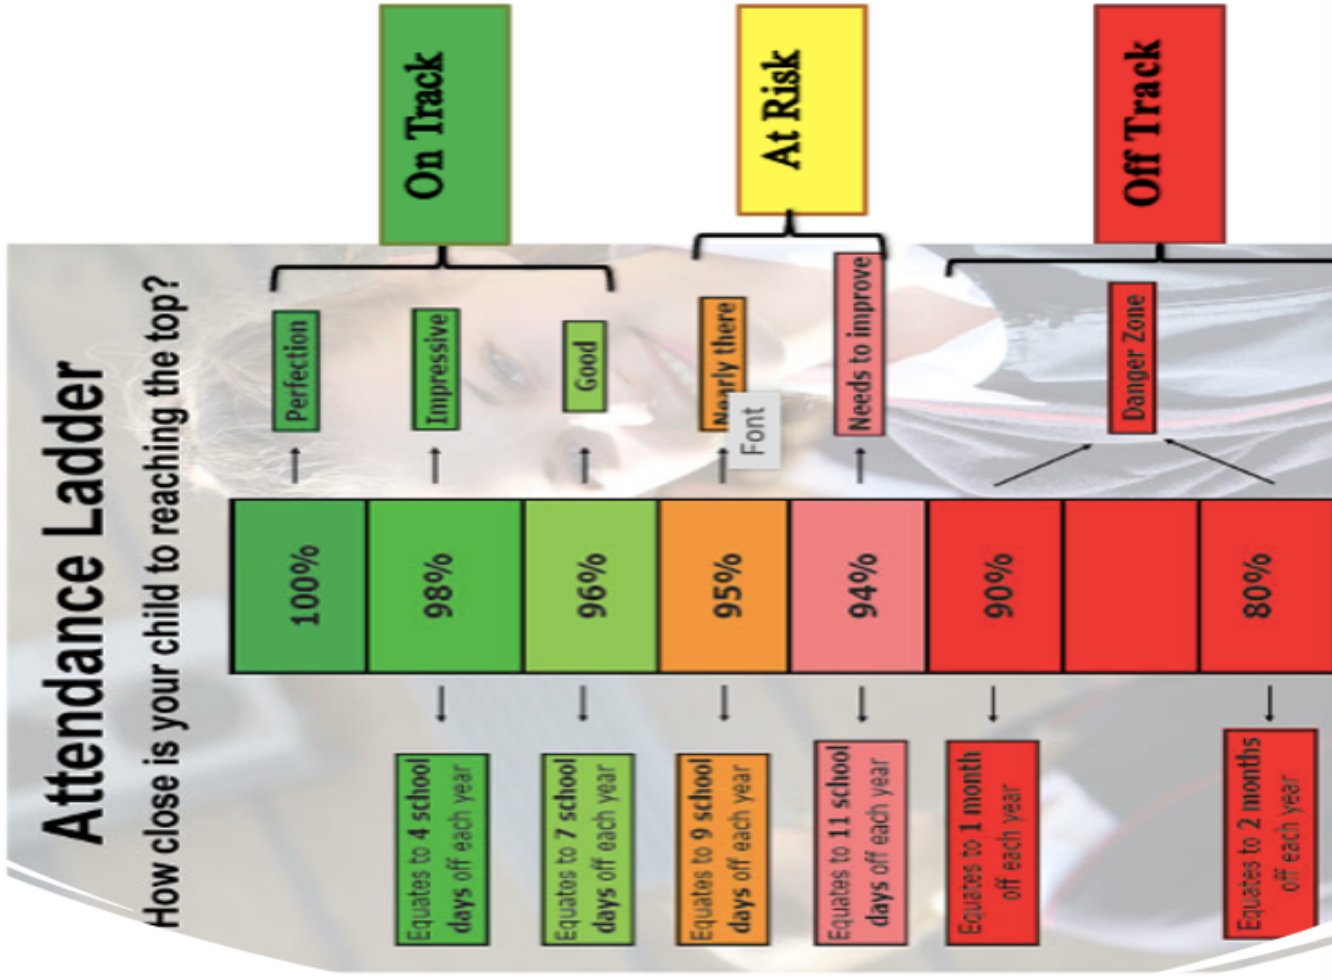 Attendance Ladder
How close is your child to reaching the top?
100%
Perfection
Equates to 4 school
days off each year
98%
Impressive
On Track
Equates to 7 school
days off each year
96%
Good
Equates to 9 school
days off each year
95%
Nearly there
Font
At Risk
Equates to 11 school
days off each year
94%
Needs to improve
Equates to 1 month
off each year
90%
Danger Zone
Off Track
Equates to 2 months
off each year
80%